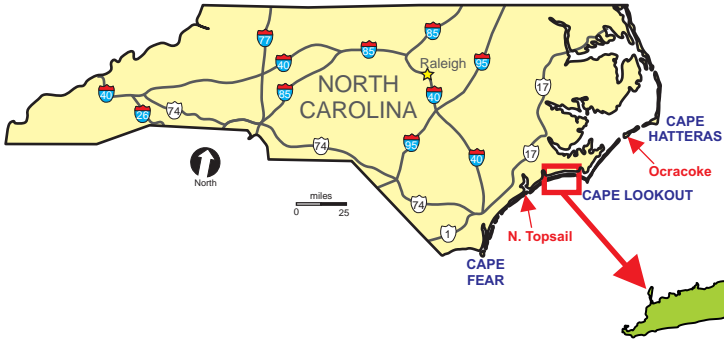 77
85
85
95
40
Raleigh
40
85
NORTH
CAROLINA
40
17
26
74
74
95
40
17
CAPE
HATTERAS
Ocracoke
North
miles
0
25
74
1
CAPE LOOKOUT
N. Topsail
CAPE
FEAR